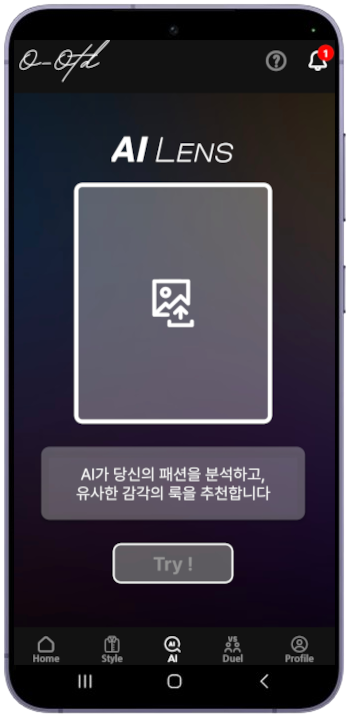 O-Otd
1
AI LENS
AI가 당신의 패션을 분석하고,
유사한 감각의 룩을 추천합니다
Try !
Home
Style
AI
VS
Duel
Profile